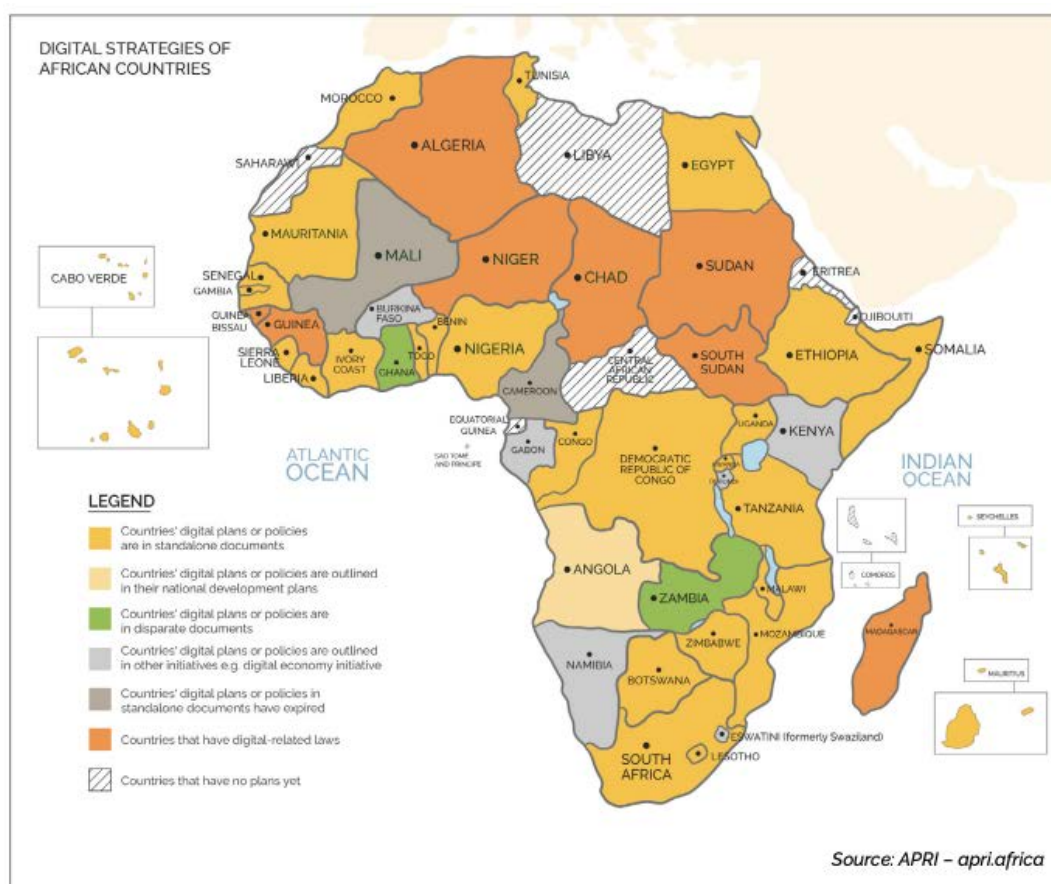 DIGITAL STRATEGIES OF
AFRICAN COUNTRIES
TUNISIA
MOROCCO
ALGERIA
LIBYA
EGYPT
SAHARAWI
MAURITANIA
MALI
NIGER
CHAD
SUDAN
ERITREA
CABO VERDE
SENEGAL
GAMBIA
BURKINA
FASO
DJIBOUITI
GUINEA
BISSAU
GUINEA
BENIN
NIGERIA
SIERRA
LEONE
IVORY
COAST
TOGO
GHANA
CENTRAL
AFRICAN
REPUBLIC
SOUTH
SUDAN
ETHIOPIA
SOMALIA
LIBERIA
CAMEROON
EQUATORIAL
GUINEA
UGANDA
KENYA
GABON
CONGO
SAO TOME
AND PRINCIPE
DEMOCRATIC
REPUBLIC OF
CONGO
ATLANTIC
OCEAN
INDIAN
OCEAN
TANZANIA
SEYCHELLES
LEGEND
Countries' digital plans or policies
are in standalone documents
Countries' digital plans or policies are outlined
in their national development plans
Countries' digital plans or policies are
in disparate documents
Countries' digital plans or policies are outlined
in other initiatives e.g. digital economy initiative
Countries' digital plans or policies in
standalone documents have expired
Countries that have digital-related laws
Countries that have no plans yet
ANGOLA
ZAMBIA
MALAWI
COMOROS
MADAGASCAR
MOZAMBIQUE
ZIMBABWE
NAMIBIA
BOTSWANA
MAURITIUS
ESWATINI (formerly Swaziland)
LESOTHO
SOUTH
AFRICA
Source: APRI – apri.africa